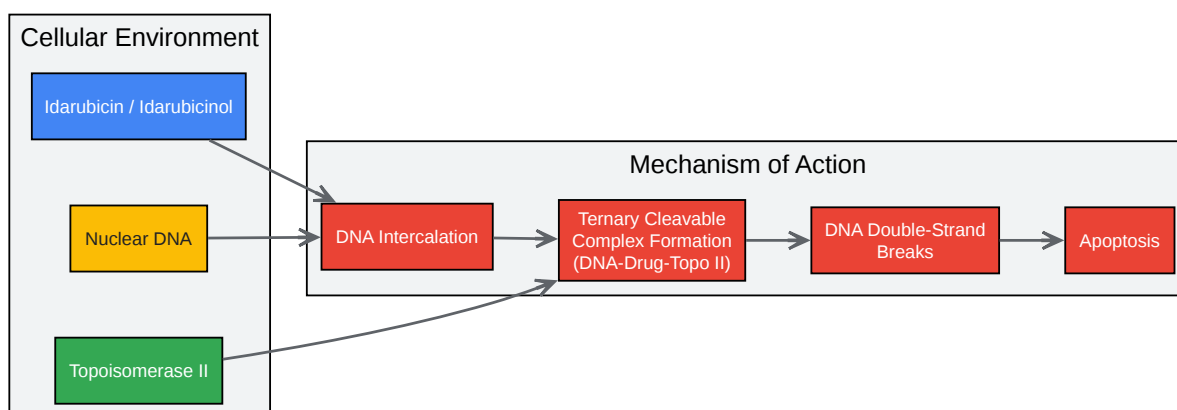 Cellular Environment
Idarubicin / Idarubicinol
Nuclear DNA
Topoisomerase II
Mechanism of Action
DNA Intercalation
Ternary Cleavable
Complex Formation
(DNA-Drug-Topo II)
DNA Double-Strand
Breaks
Apoptosis